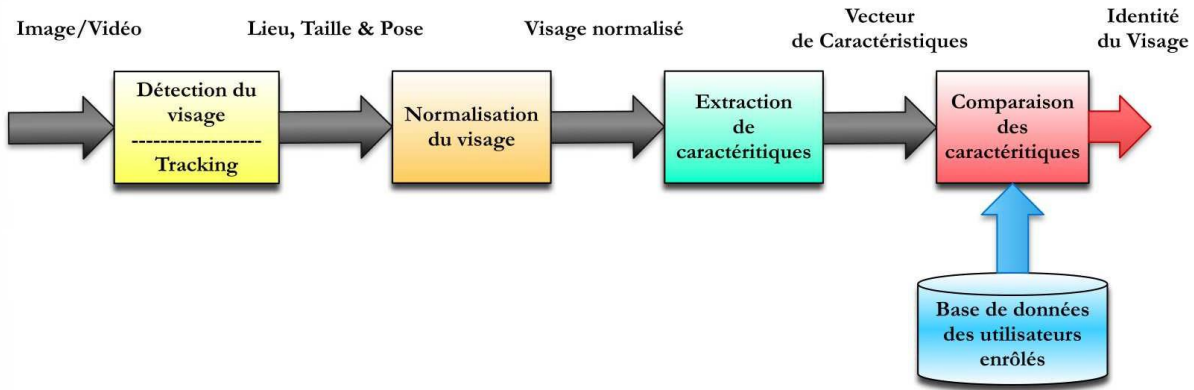 Image/Vidéo
Lieu, Taille & Pose
Visage normalisé
Vecteur
de Caractéristiques
Identité
du Visage
Détection du
visage
-------------------
Tracking
Normalisation
du visage
Extraction
de
caractéritiques
Comparaison
des
caractéritiques
Base de données
des utilisateurs
enrôlés